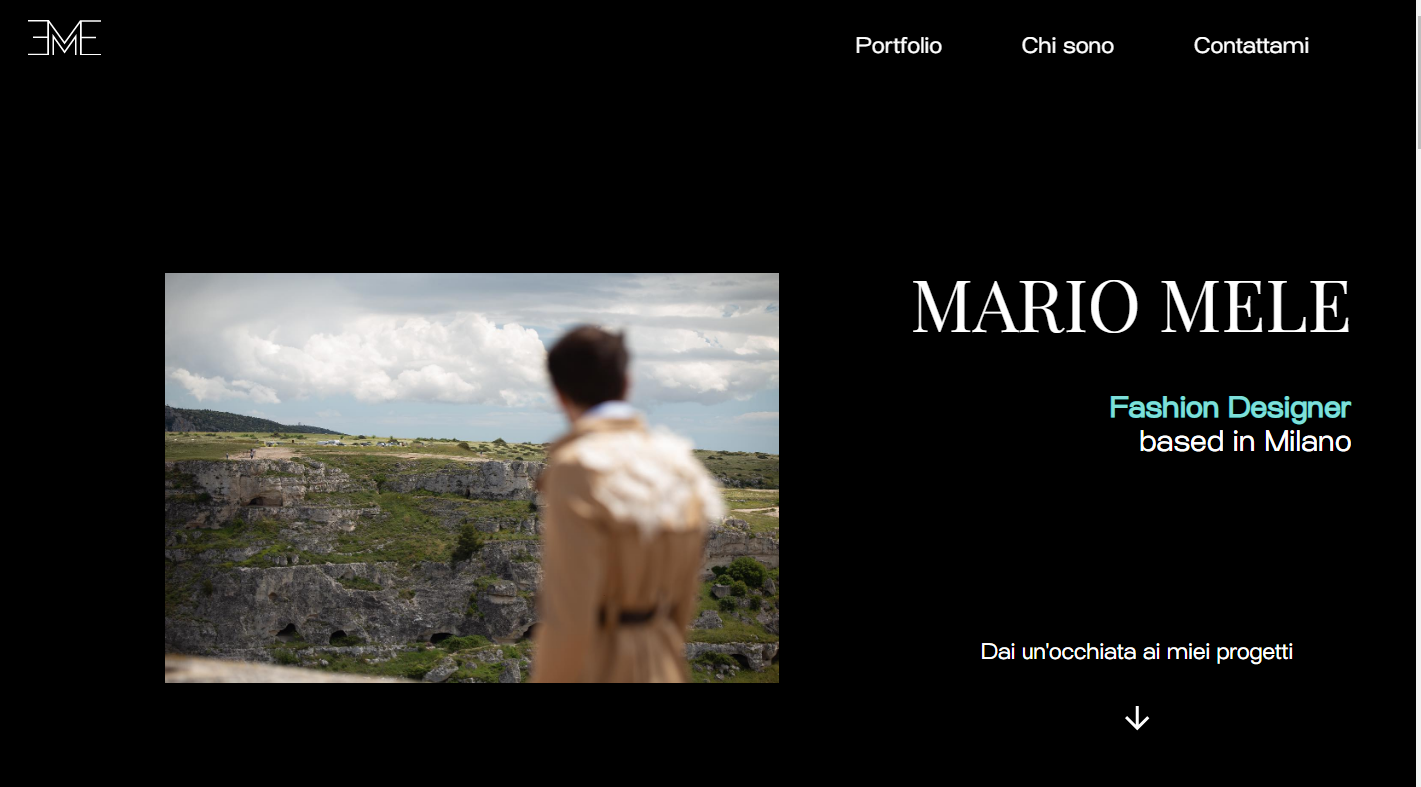 EME
Portfolio
Chi sono
Contattami
MARIO MELE
Fashion Designer
based in Milano
Dai un'occhiata ai miei progetti